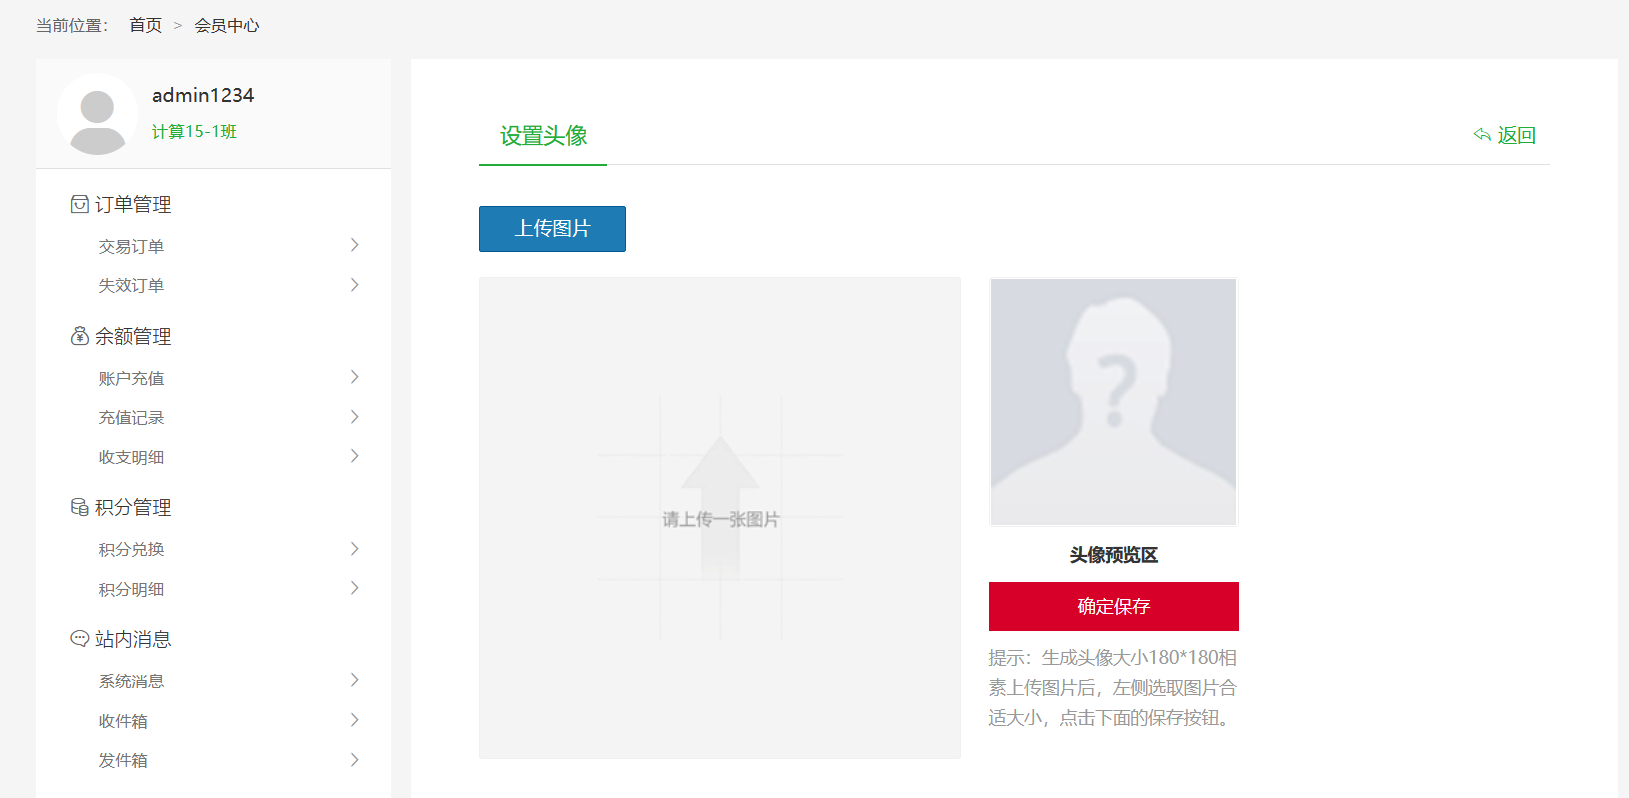 当前位置： 首页 > 会员中心
admin1234
计算15-1班
订单管理
交易订单
失效订单
余额管理
账户充值
充值记录
收支明细
积分管理
积分兑换
积分明细
站内消息
系统消息
收件箱
发件箱
设置头像
返回
上传图片
请上传一张图片
?
头像预览区
确定保存
提示：生成头像大小180*180相
素上传图片后，左侧选取图片合
适大小，点击下面的保存按钮。